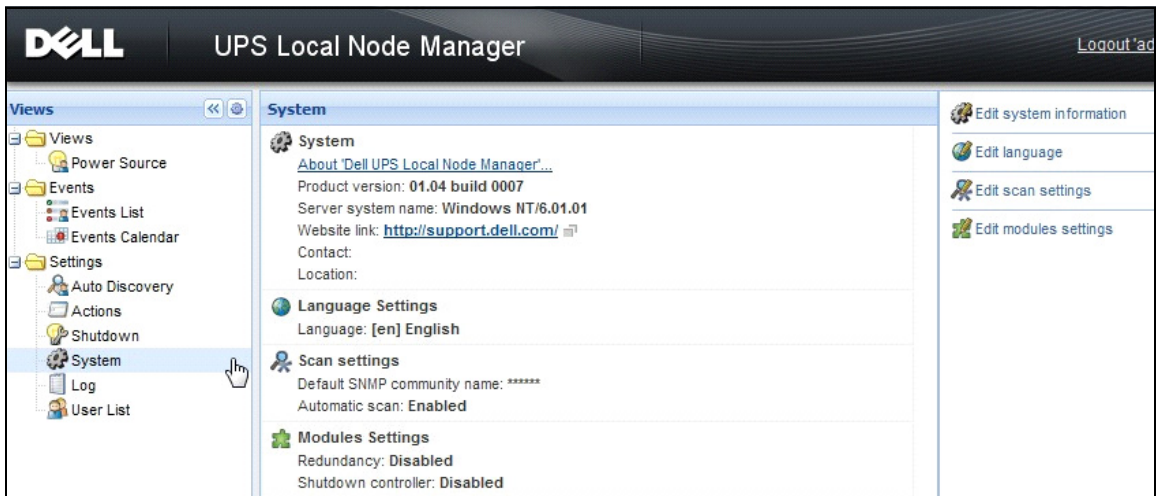 DELL
UPS Local Node Manager
Logout 'ad
Views
Views
Power Source
Events
Events List
Events Calendar
Settings
Auto Discovery
Actions
Shutdown
System
Log
User List
System
System
About 'Dell UPS Local Node Manager'...
Product version: 01.04 build 0007
Server system name: Windows NT/6.01.01
Website link: http://support.dell.com/
Contact:
Location:
Language Settings
Language: [en] English
Scan settings
Default SNMP community name: ******
Automatic scan: Enabled
Modules Settings
Redundancy: Disabled
Shutdown controller: Disabled
Edit system information
Edit language
Edit scan settings
Edit modules settings